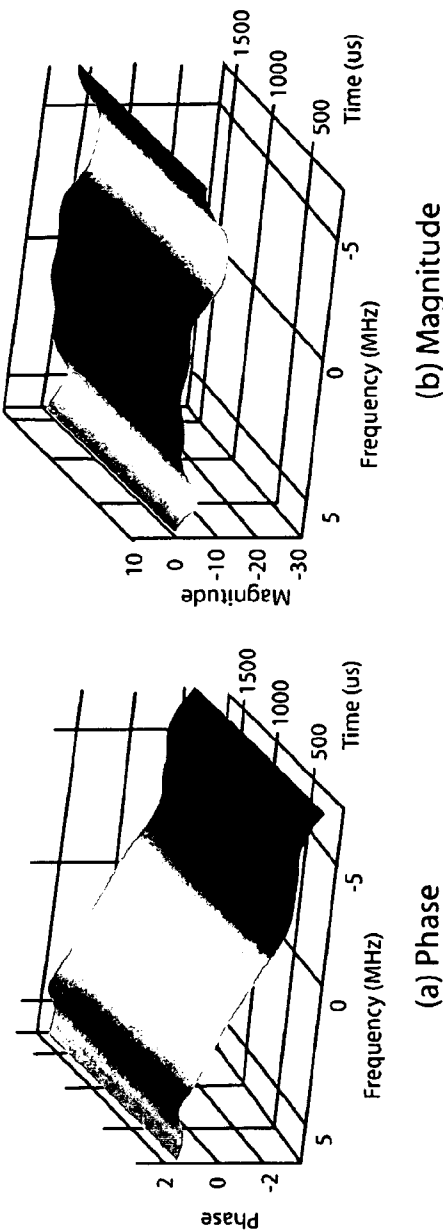 Phase
2
0
-2
5
0
-5
Frequency (MHz)
500
1000
1500
Time (us)
(a) Phase
Magnitude
10
0
-10
-20
-30
5
0
-5
Frequency (MHz)
500
1000
1500
Time (us)
(b) Magnitude